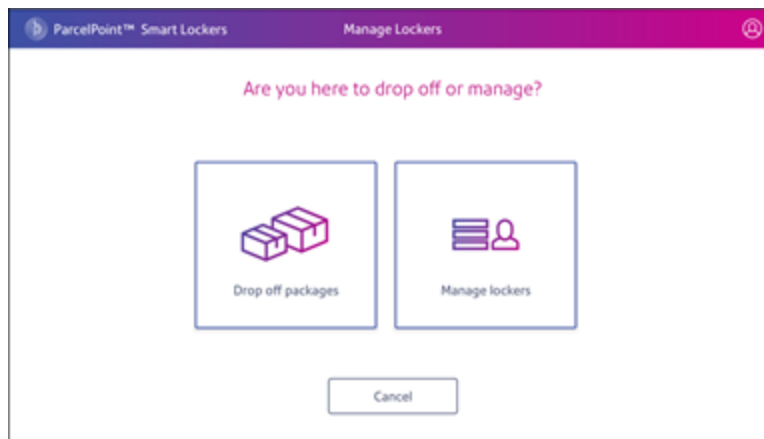 ParcelPoint™ Smart Lockers
Manage Lockers
Are you here to drop off or manage?
Drop off packages
Manage lockers
Cancel